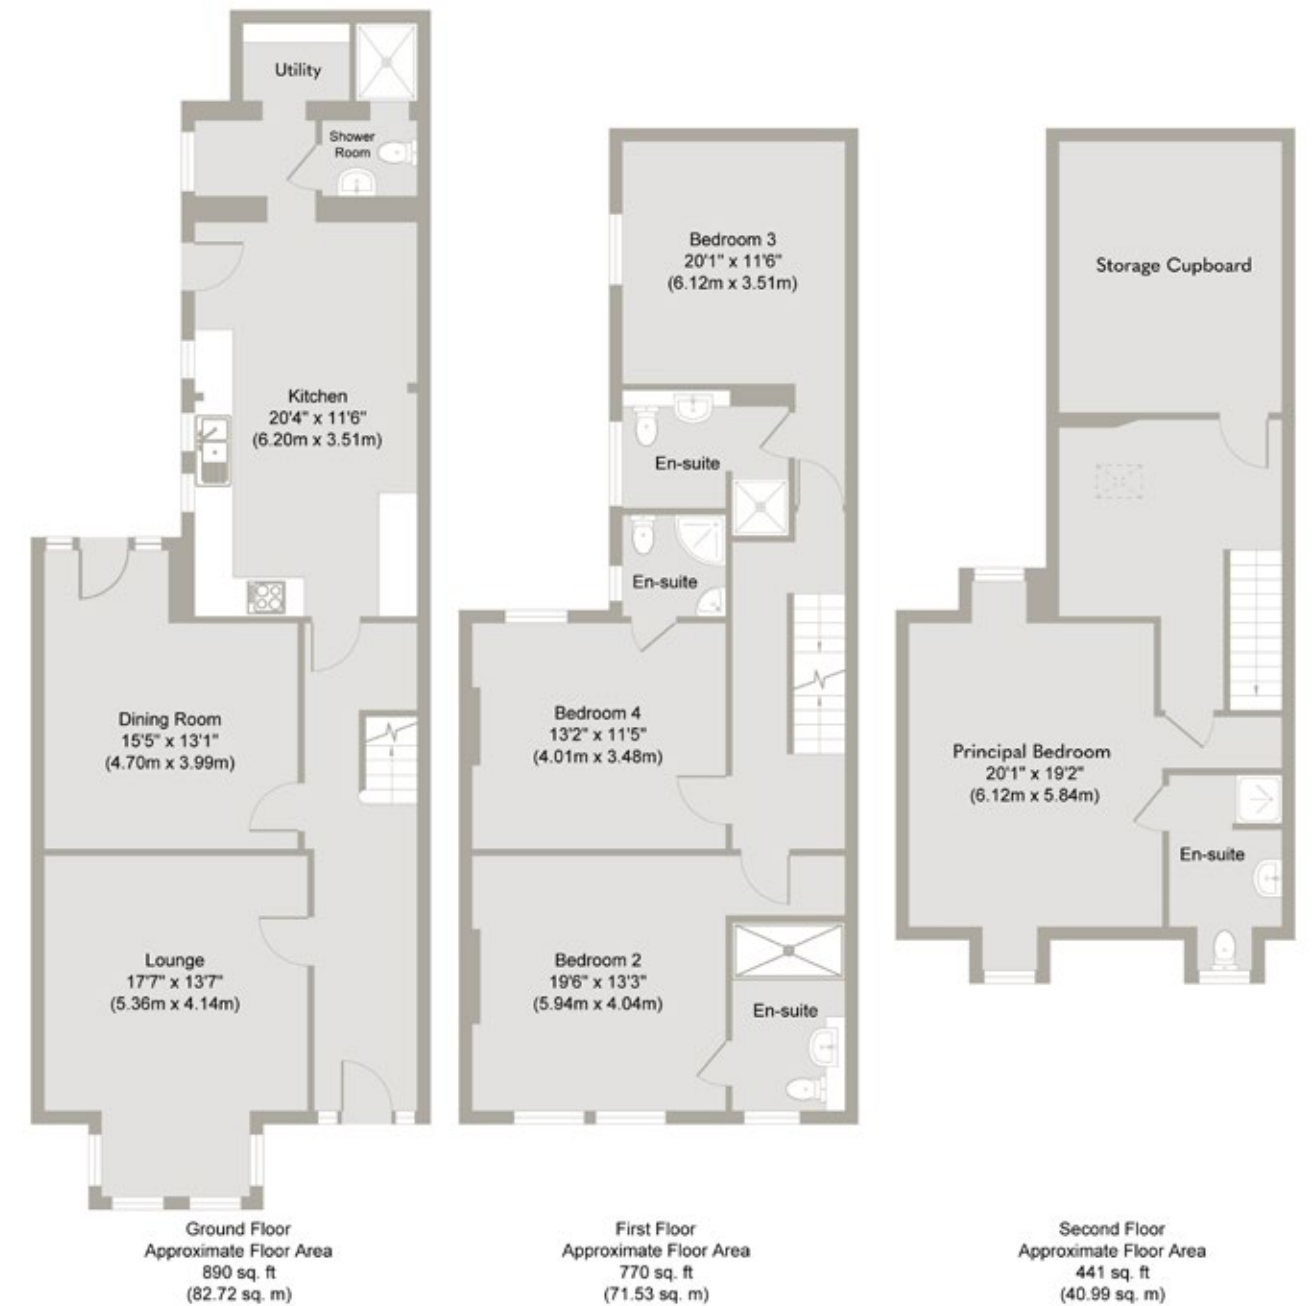 Utility
Shower
Room
Kitchen
20'4" x 11'6"
(6.20m x 3.51m)
Dining Room
15'5" x 13'1"
(4.70m x 3.99m)
Lounge
17'7" x 13'7"
(5.36m x 4.14m)
Ground Floor
Approximate Floor Area
890 sq. ft
(82.72 sq. m)
Bedroom 3
20'1" x 11'6"
(6.12m x 3.51m)
En-suite
En-suite
Bedroom 4
13'2" x 11'5"
(4.01m x 3.48m)
Bedroom 2
19'6" x 13'3"
(5.94m x 4.04m)
En-suite
First Floor
Approximate Floor Area
770 sq. ft
(71.53 sq. m)
Storage Cupboard
Principal Bedroom
20'1" x 19'2"
(6.12m x 5.84m)
En-suite
Second Floor
Approximate Floor Area
441 sq. ft
(40.99 sq. m)